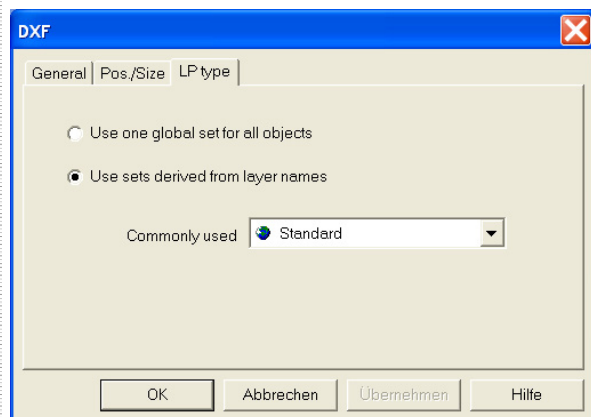 DXF
General Pos./Size LP type
Use one global set for all objects
Use sets derived from layer names
Commonly used Standard
OK Abbrechen Übernehmen Hilfe